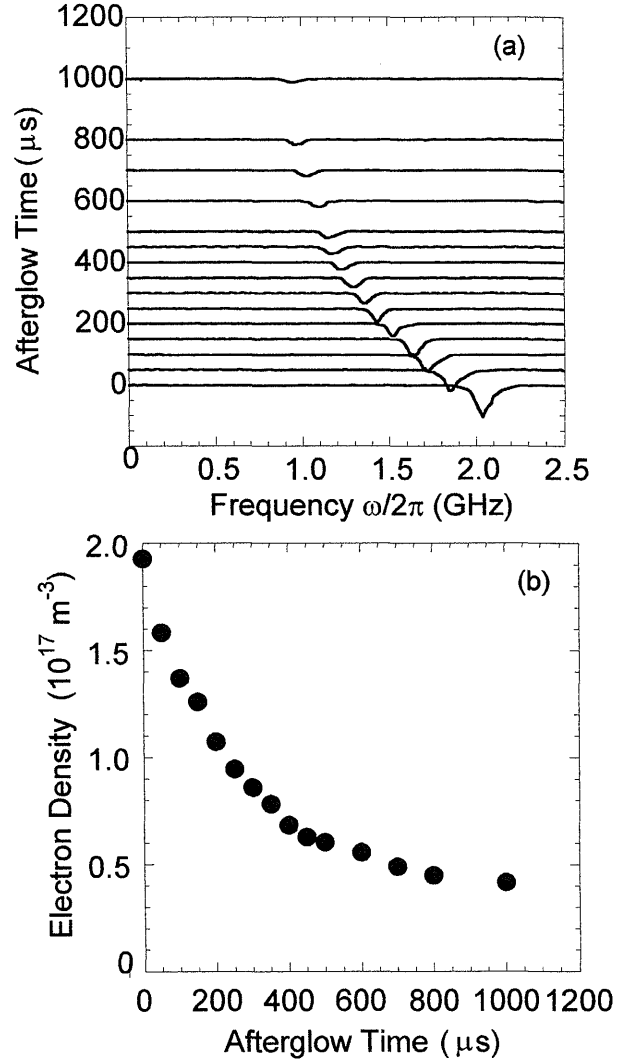 1200
(a)
1000
800
600
400
200
0
Afterglow Time (μs)
0 0.5 1.0 1.5 2.0 2.5
Frequency ω/2π (GHz)
2.0
(b)
1.5
1.0
0.5
0
Electron Density (10¹⁷ m⁻³)
0 200 400 600 800 1000 1200
Afterglow Time (μs)